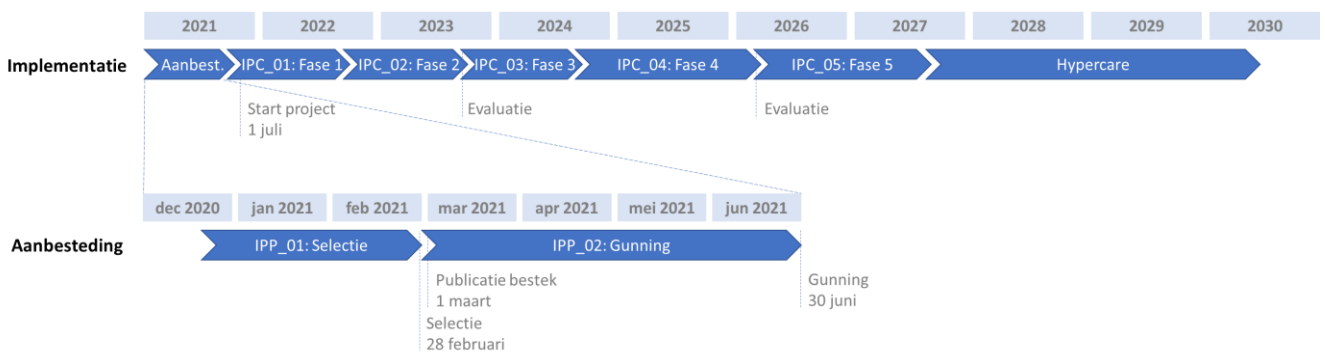 2021 2022 2023 2024 2025 2026 2027 2028 2029 2030
Implementatie Aanbest. IPC_01: Fase 1 IPC_02: Fase 2 IPC_03: Fase 3 IPC_04: Fase 4 IPC_05: Fase 5 Hypercare
Start project Evaluatie Evaluatie
1 juli
dec 2020 jan 2021 feb 2021 mar 2021 apr 2021 mei 2021 jun 2021
Aanbesteding IPP_01: Selectie IPP_02: Gunning
Publicatie bestek Gunning
1 maart 30 juni
Selectie
28 februari